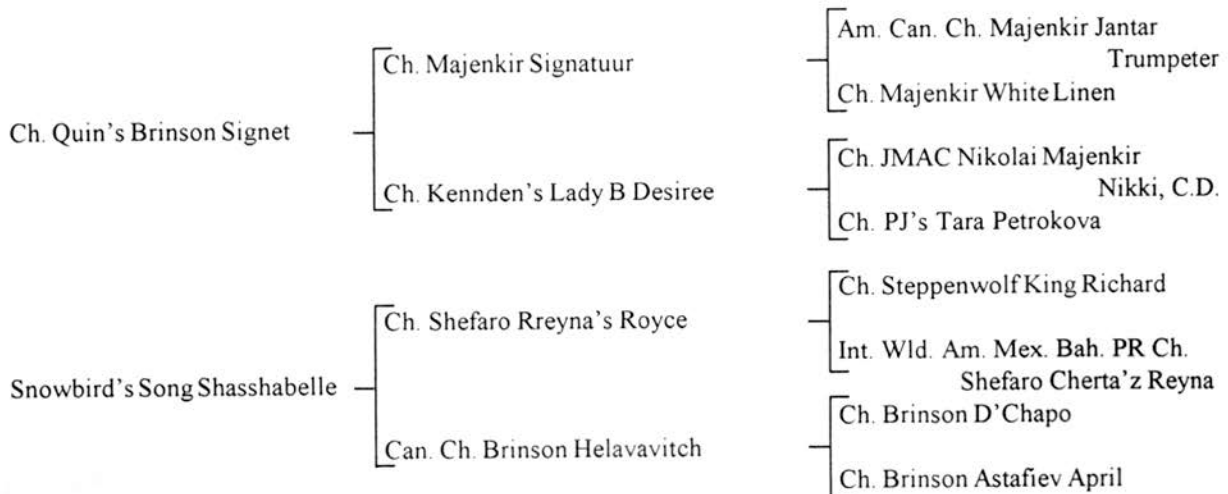 Am. Can. Ch. Majenkir Jantar
Trumpeter
Ch. Majenkir Signatuur
Ch. Majenkir White Linen
Ch. Quin's Brinson Signet
Ch. JMAC Nikolai Majenkir
Nikki, C.D.
Ch. Kennden's Lady B Desiree
Ch. PJ's Tara Petrokova
Ch. Steppenwolf King Richard
Ch. Shefaro Rreyna's Royce
Int. Wld. Am. Mex. Bah. PR Ch.
Shefaro Cherta'z Reyna
Snowbird's Song Shasshabelle
Ch. Brinson D'Chapo
Can. Ch. Brinson Helavavitch
Ch. Brinson Astafiev April